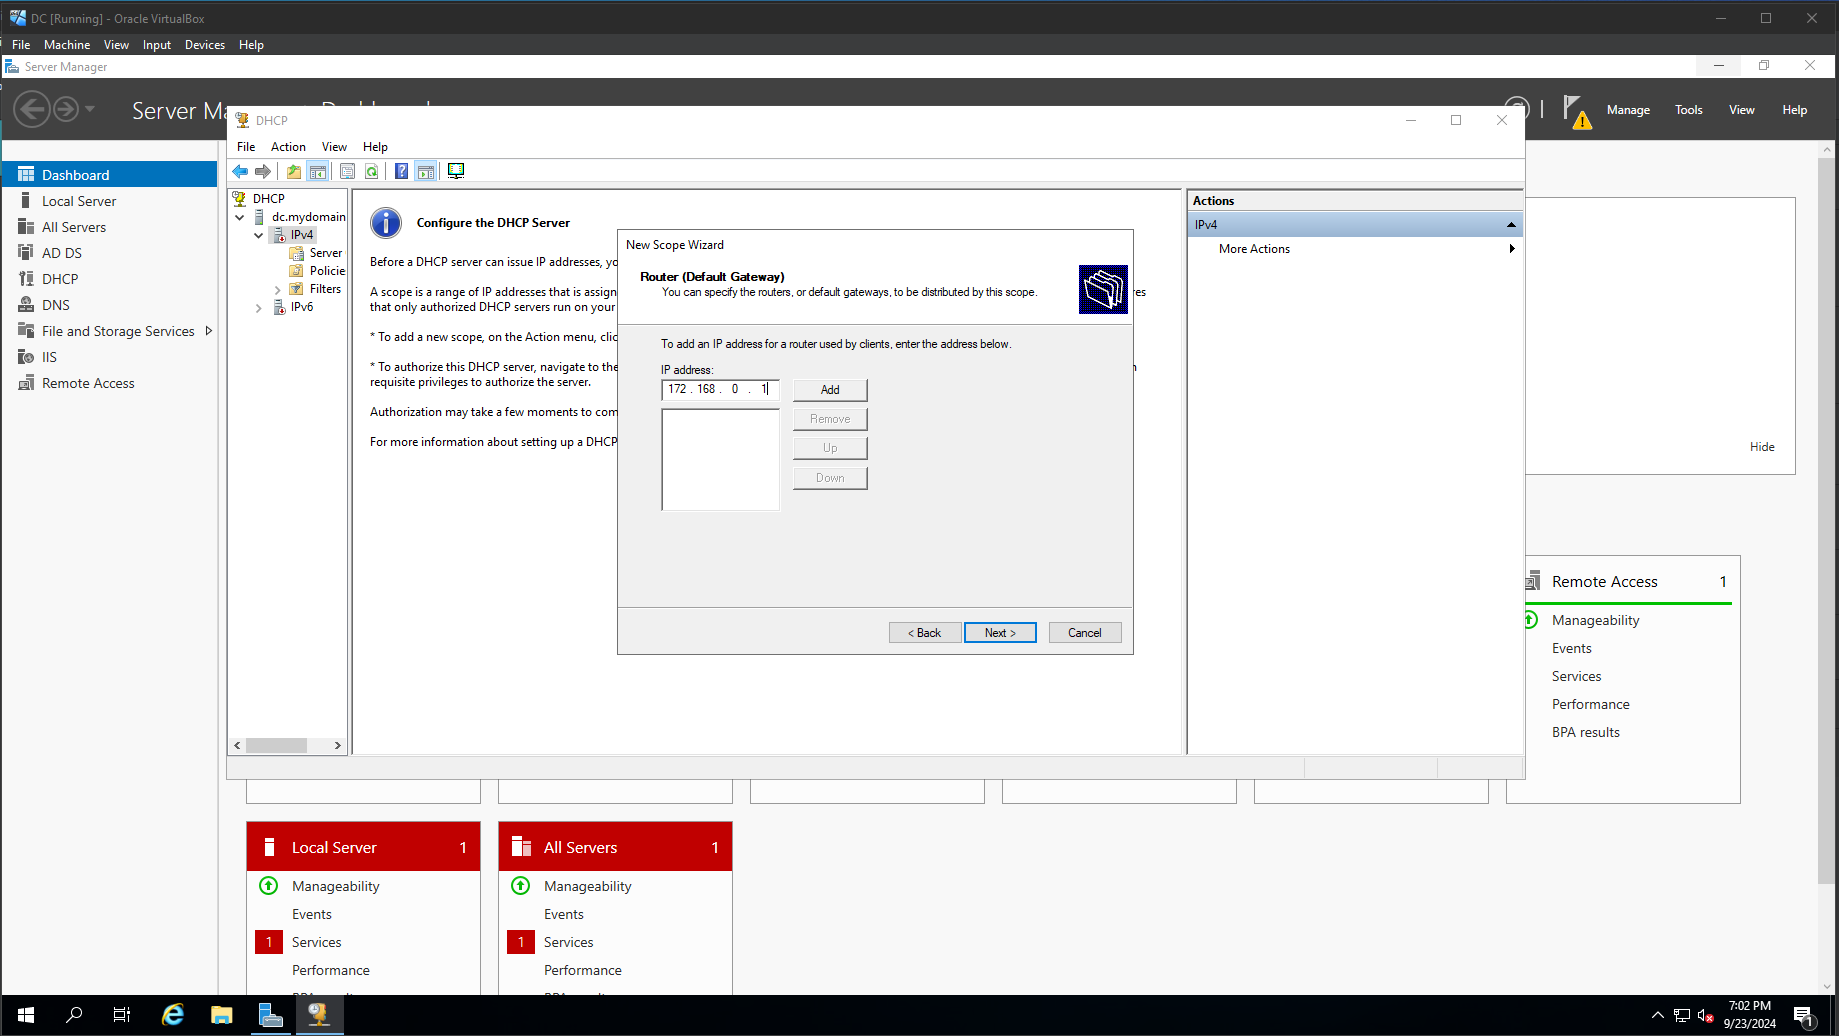 DC [Running] - Oracle VirtualBox
File Machine View Input Devices Help
Server Manager
Manage Tools View Help
DHCP
File Action View Help
Dashboard
Local Server
All Servers
AD DS
DHCP
DNS
File and Storage Services
IIS
Remote Access
DHCP
dc.mydomain
IPv4
Server
Policie
Filters
IPv6
Configure the DHCP Server
Before a DHCP server can issue IP addresses, yo
A scope is a range of IP addresses that is assign
that only authorized DHCP servers run on your
* To add a new scope, on the Action menu, clic
* To authorize this DHCP server, navigate to the
requisite privileges to authorize the server.
Authorization may take a few moments to com
For more information about setting up a DHCP
New Scope Wizard
Router (Default Gateway)
You can specify the routers, or default gateways, to be distributed by this scope.
To add an IP address for a router used by clients, enter the address below.
IP address:
172 . 168 . 0 . 1
Add
Remove
Up
Down
< Back
Next >
Cancel
Actions
IPv4
More Actions
Hide
Remote Access 1
Manageability
Events
Services
Performance
BPA results
Local Server 1
Manageability
Events
1 Services
Performance
All Servers 1
Manageability
Events
1 Services
Performance
7:02 PM
9/23/2024
1